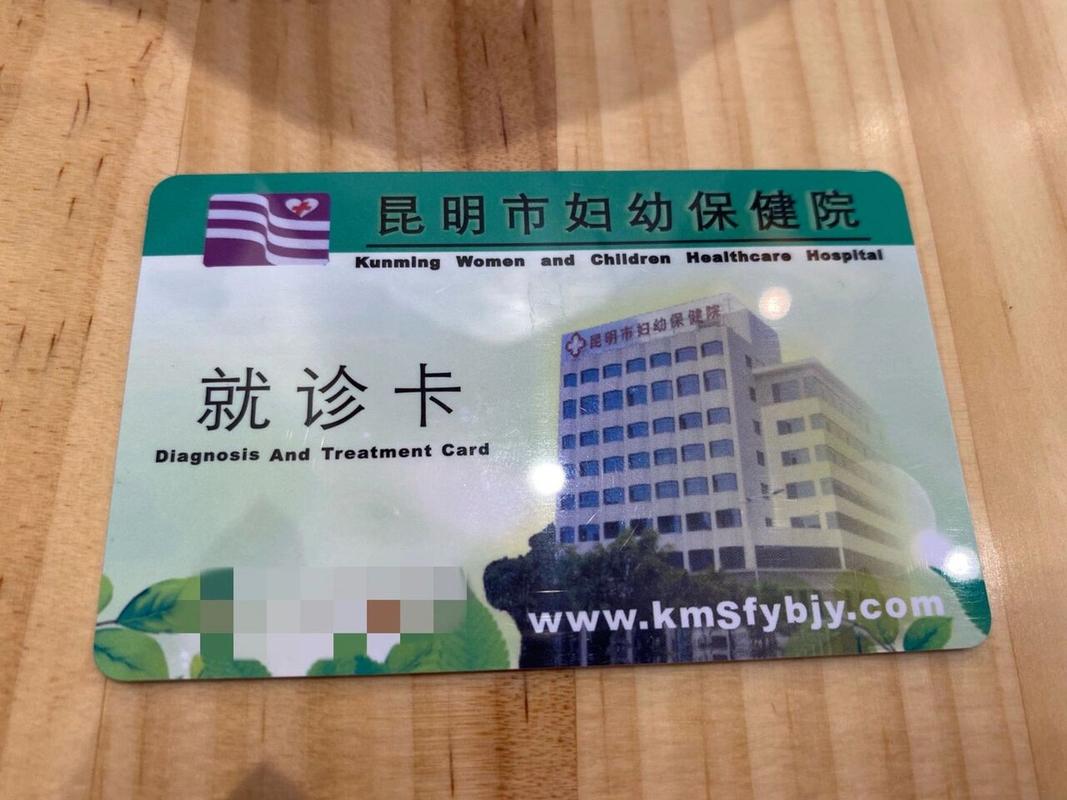 昆明市妇幼保健院
Kunming Women and Children Healthcare Hospital
昆明市妇幼保健院
就诊卡
Diagnosis And Treatment Card
www.kmSfybjy.com